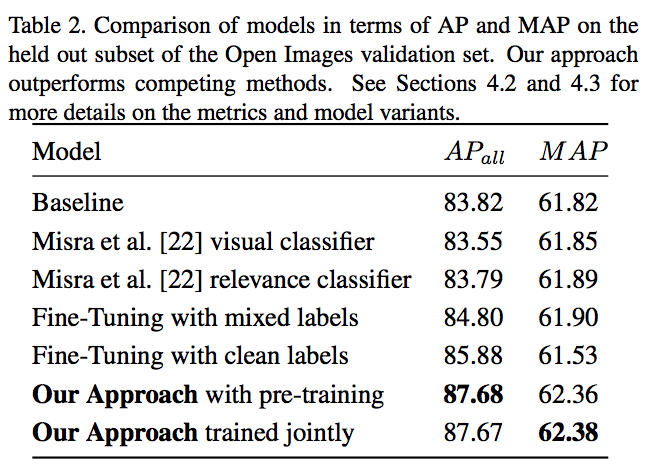 Table 2. Comparison of models in terms of AP and MAP on the
held out subset of the Open Images validation set. Our approach
outperforms competing methods. See Sections 4.2 and 4.3 for
more details on the metrics and model variants.
Model APall MAP
Baseline 83.82 61.82
Misra et al. [22] visual classifier 83.55 61.85
Misra et al. [22] relevance classifier 83.79 61.89
Fine-Tuning with mixed labels 84.80 61.90
Fine-Tuning with clean labels 85.88 61.53
Our Approach with pre-training 87.68 62.36
Our Approach trained jointly 87.67 62.38